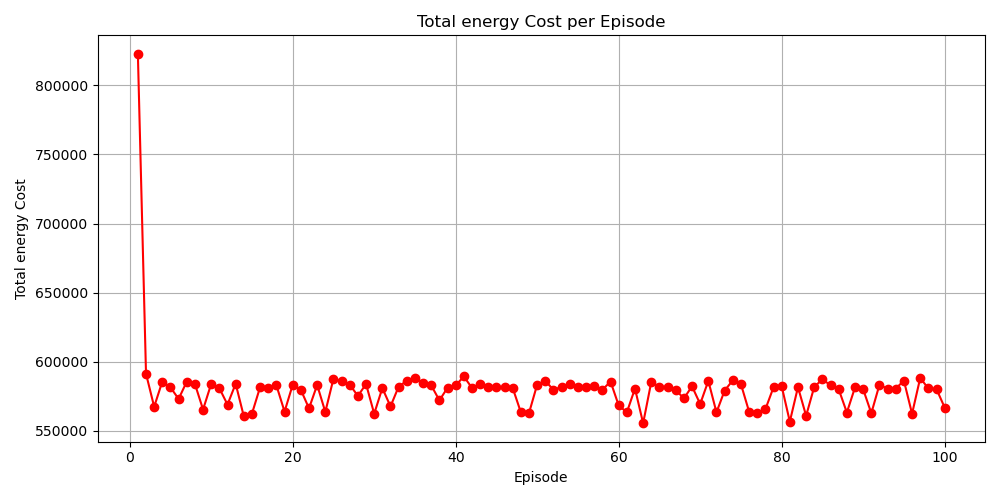 Total energy Cost per Episode
Total energy Cost
800000
750000
700000
650000
600000
550000
0 20 40 60 80 100
Episode